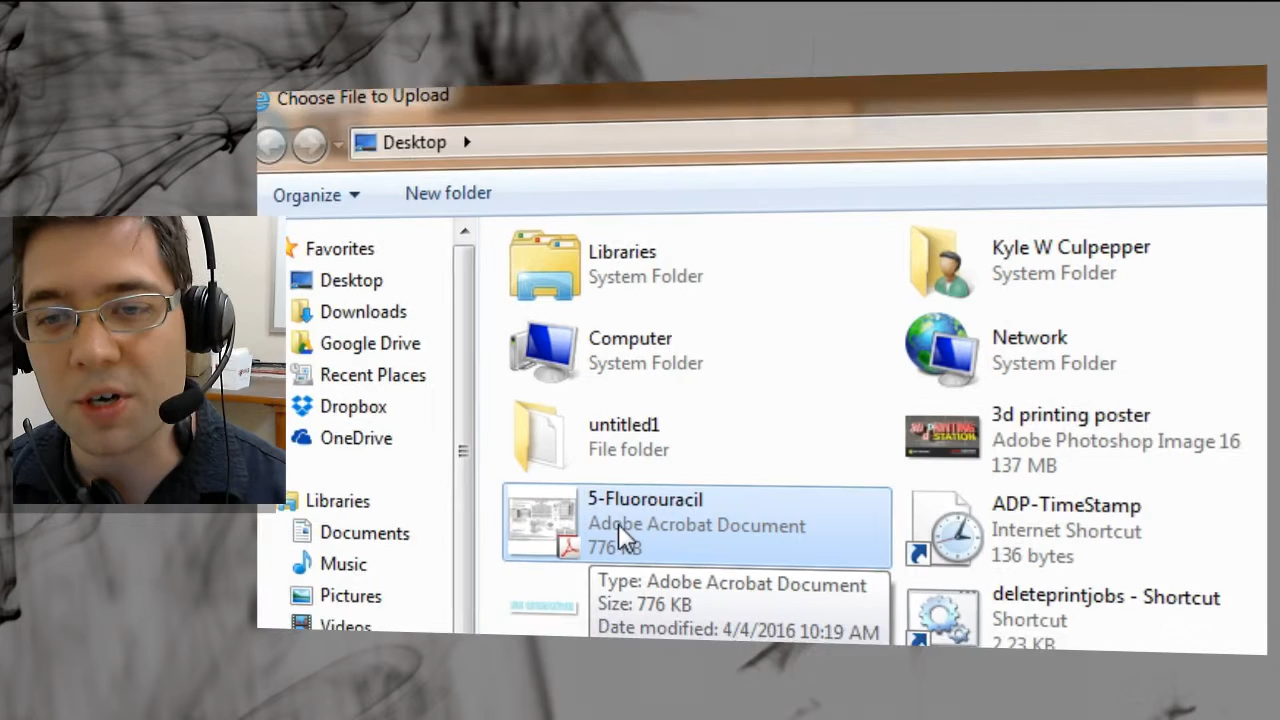 Choose File to Upload
Desktop
Organize
New folder
Favorites
Desktop
Downloads
Google Drive
Recent Places
Dropbox
OneDrive
Libraries
Documents
Music
Pictures
Videos
Libraries
System Folder
Kyle W Culpepper
System Folder
Computer
System Folder
Network
System Folder
untitled1
File folder
3d printing poster
Adobe Photoshop Image 16
137 MB
5-Fluorouracil
Adobe Acrobat Document
776 KB
ADP-TimeStamp
Internet Shortcut
136 bytes
Type: Adobe Acrobat Document
Size: 776 KB
Date modified: 4/4/2016 10:19 AM
deleteprintjobs - Shortcut
Shortcut
2.23 KB